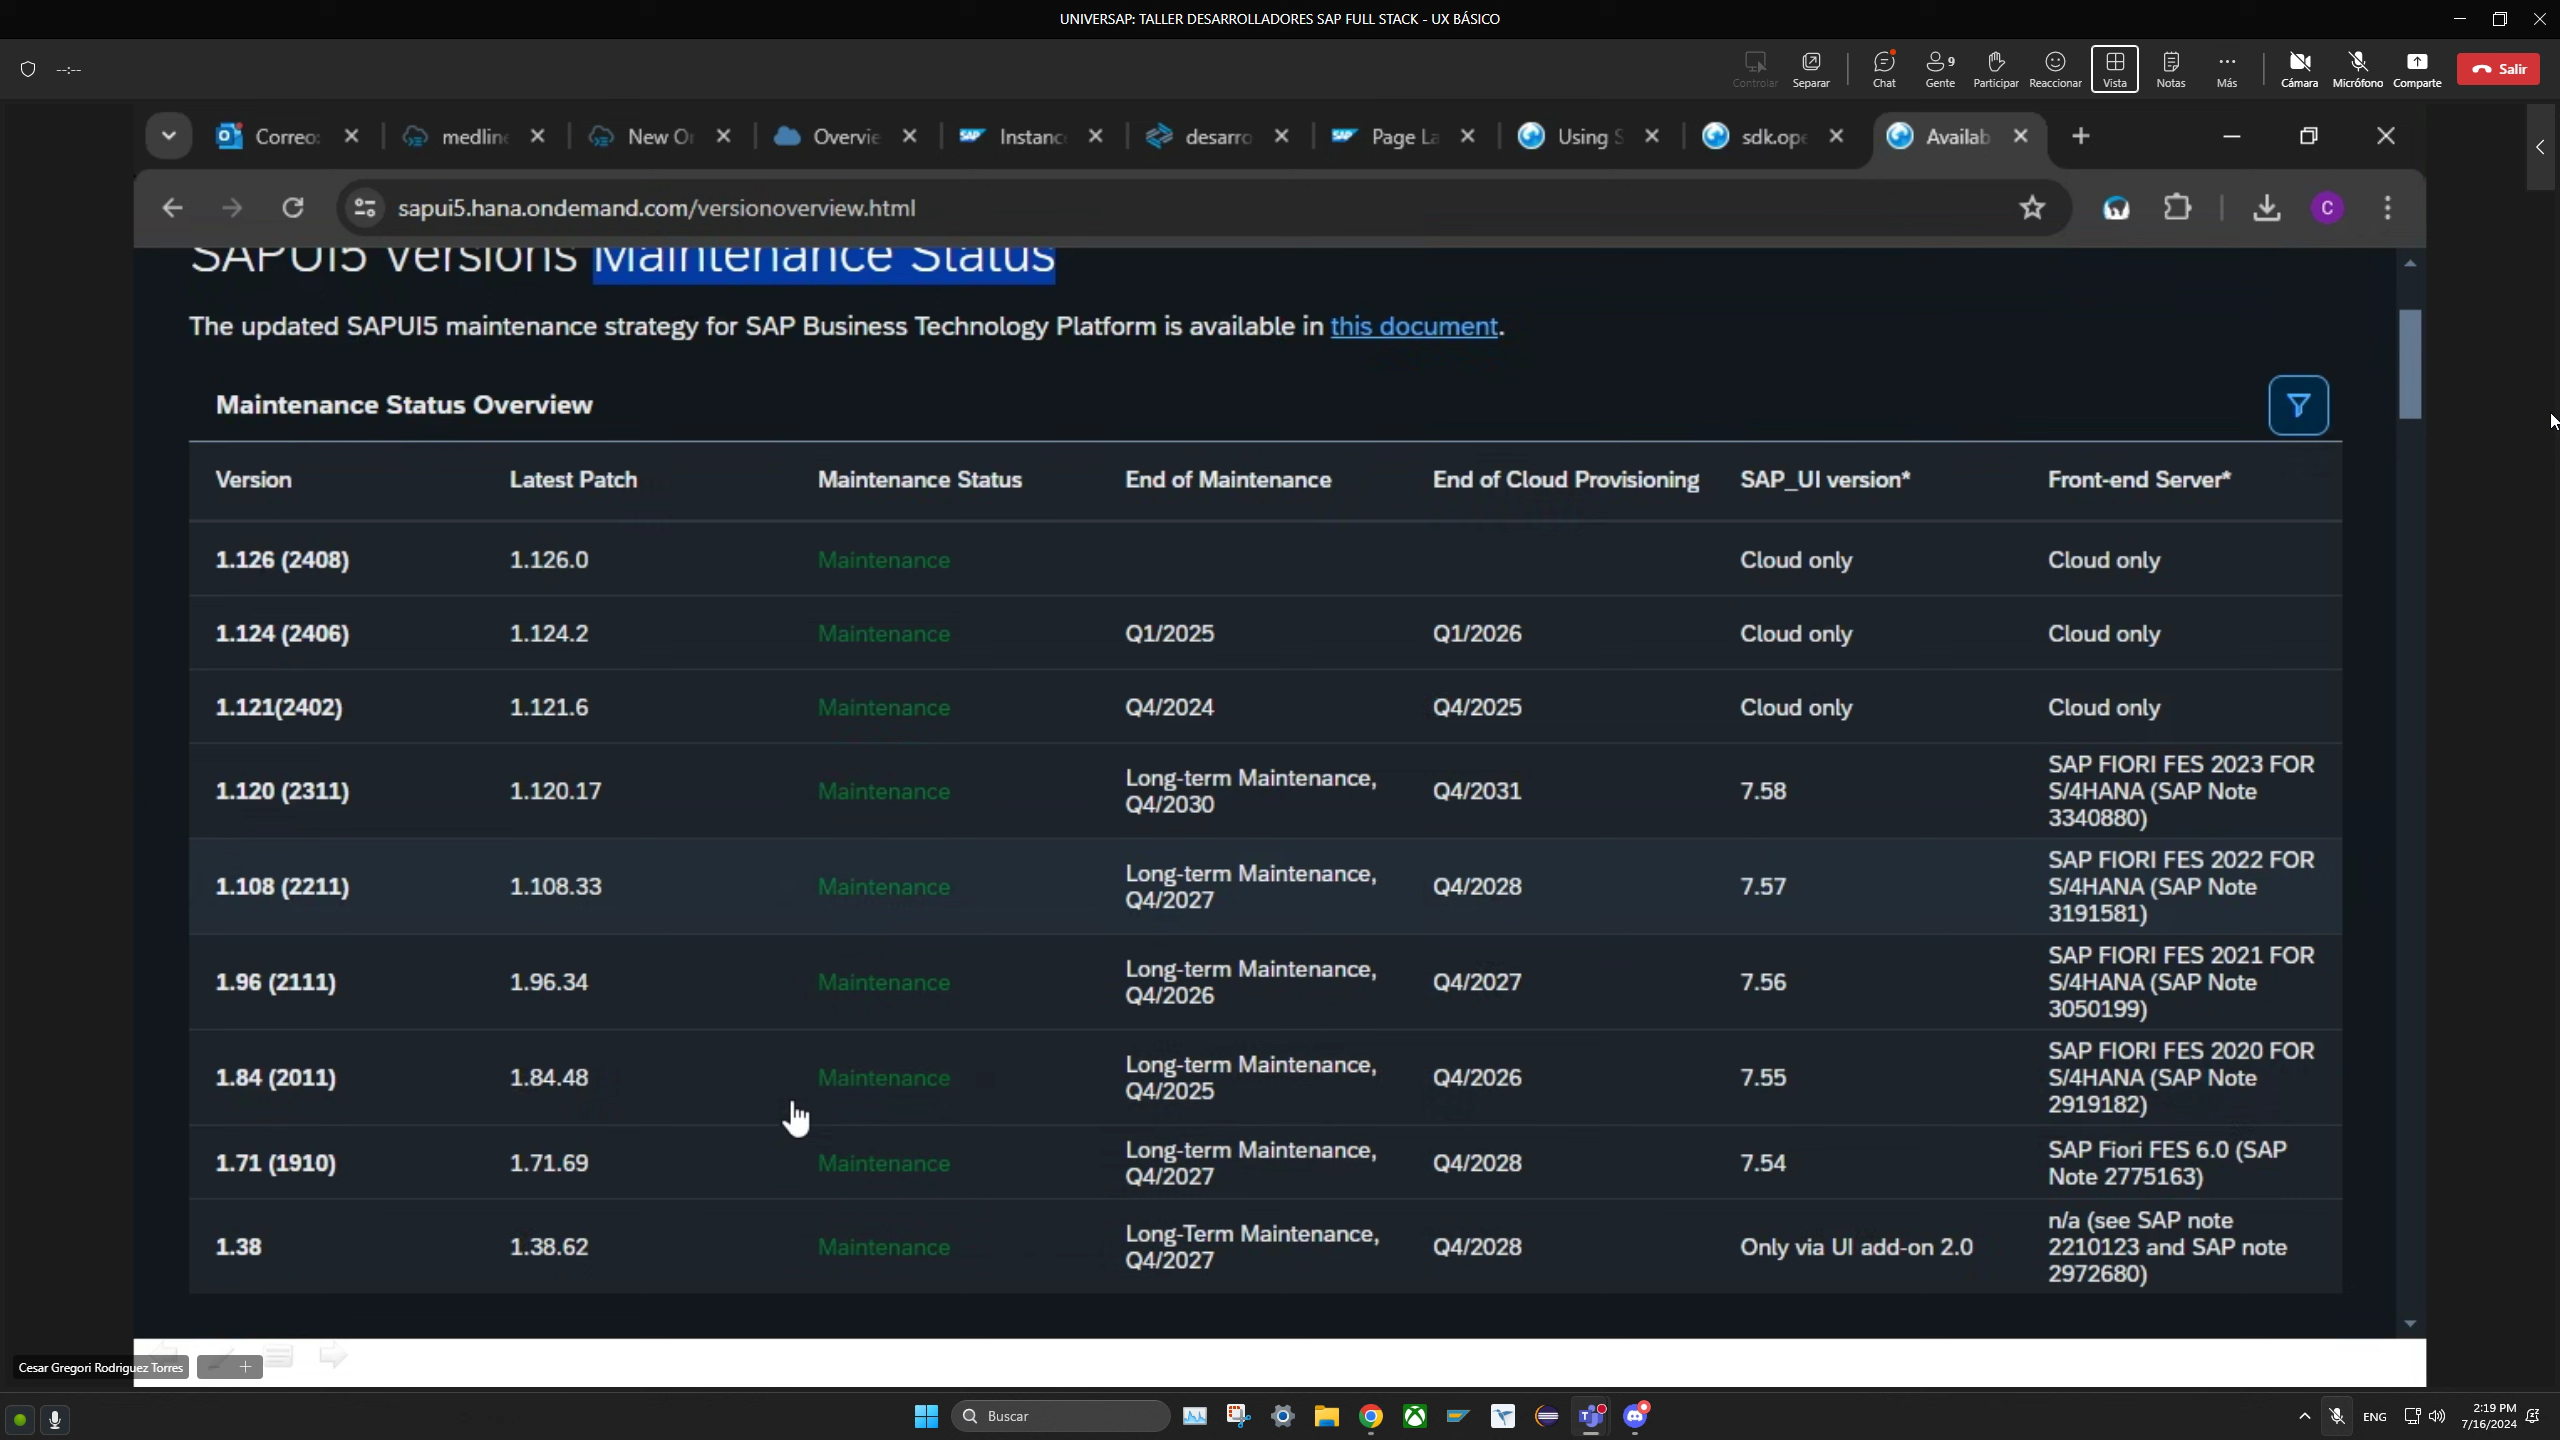 UNIVERSAP: TALLER DESARROLLADORES SAP FULL STACK - UX BÁSICO
--:--
Controlar
Separar
Chat
9
Gente
Participar
Reaccionar
Vista
Notas
Más
Cámara
Micrófono
Comparte
Salir
Correo:
medline
New Or
Overvie
SAP Instanc
desarro
SAP Page La
Using S
sdk.ope
Availab
sapui5.hana.ondemand.com/versionoverview.html
C
SAPUI5 Versions Maintenance Status
The updated SAPUI5 maintenance strategy for SAP Business Technology Platform is available in this document.
Maintenance Status Overview
Version Latest Patch Maintenance Status End of Maintenance End of Cloud Provisioning SAP_UI version* Front-end Server*
1.126 (2408) 1.126.0 Maintenance Cloud only Cloud only
1.124 (2406) 1.124.2 Maintenance Q1/2025 Q1/2026 Cloud only Cloud only
1.121(2402) 1.121.6 Maintenance Q4/2024 Q4/2025 Cloud only Cloud only
1.120 (2311) 1.120.17 Maintenance Long-term Maintenance, Q4/2030 Q4/2031 7.58 SAP FIORI FES 2023 FOR S/4HANA (SAP Note 3340880)
1.108 (2211) 1.108.33 Maintenance Long-term Maintenance, Q4/2027 Q4/2028 7.57 SAP FIORI FES 2022 FOR S/4HANA (SAP Note 3191581)
1.96 (2111) 1.96.34 Maintenance Long-term Maintenance, Q4/2026 Q4/2027 7.56 SAP FIORI FES 2021 FOR S/4HANA (SAP Note 3050199)
1.84 (2011) 1.84.48 Maintenance Long-term Maintenance, Q4/2025 Q4/2026 7.55 SAP FIORI FES 2020 FOR S/4HANA (SAP Note 2919182)
1.71 (1910) 1.71.69 Maintenance Long-term Maintenance, Q4/2027 Q4/2028 7.54 SAP Fiori FES 6.0 (SAP Note 2775163)
1.38 1.38.62 Maintenance Long-Term Maintenance, Q4/2027 Q4/2028 Only via UI add-on 2.0 n/a (see SAP note 2210123 and SAP note 2972680)
Cesar Gregori Rodriguez Torres
Buscar
ENG
2:19 PM
7/16/2024